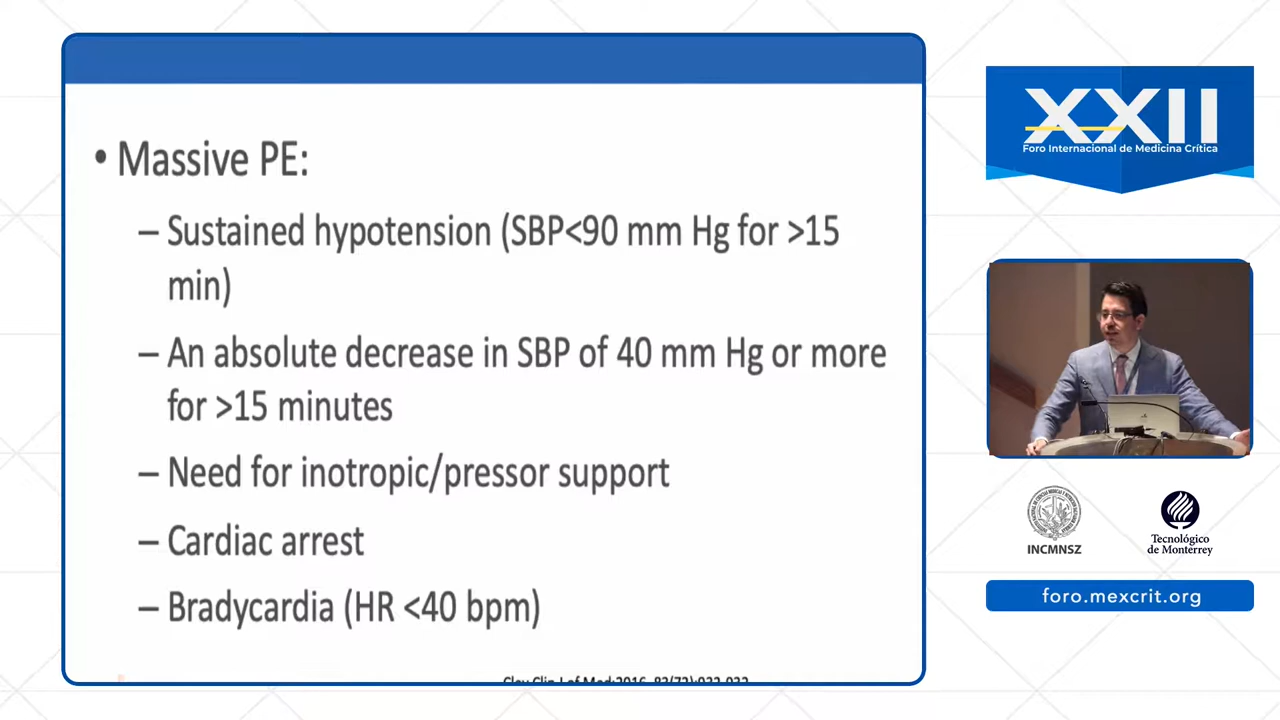 • Massive PE:
– Sustained hypotension (SBP<90 mm Hg for >15
min)
– An absolute decrease in SBP of 40 mm Hg or more
for >15 minutes
– Need for inotropic/pressor support
– Cardiac arrest
– Bradycardia (HR <40 bpm)
XXII
Foro Internacional de Medicina Crítica
INCMNSZ
Tecnológico
de Monterrey
foro.mexcrit.org